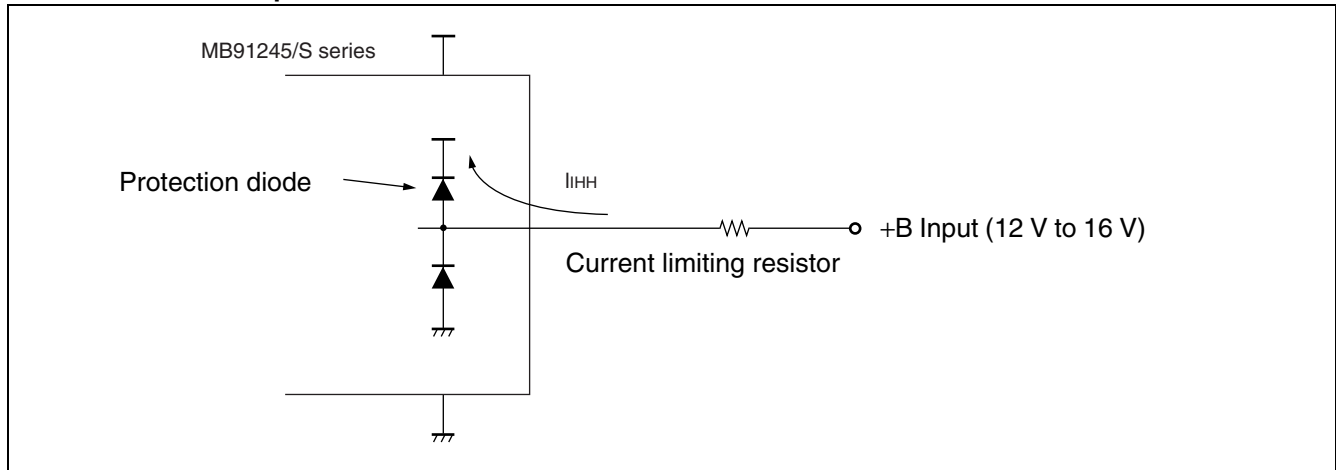 MB91245/S series
Protection diode
IIHH
+B Input (12 V to 16 V)
Current limiting resistor